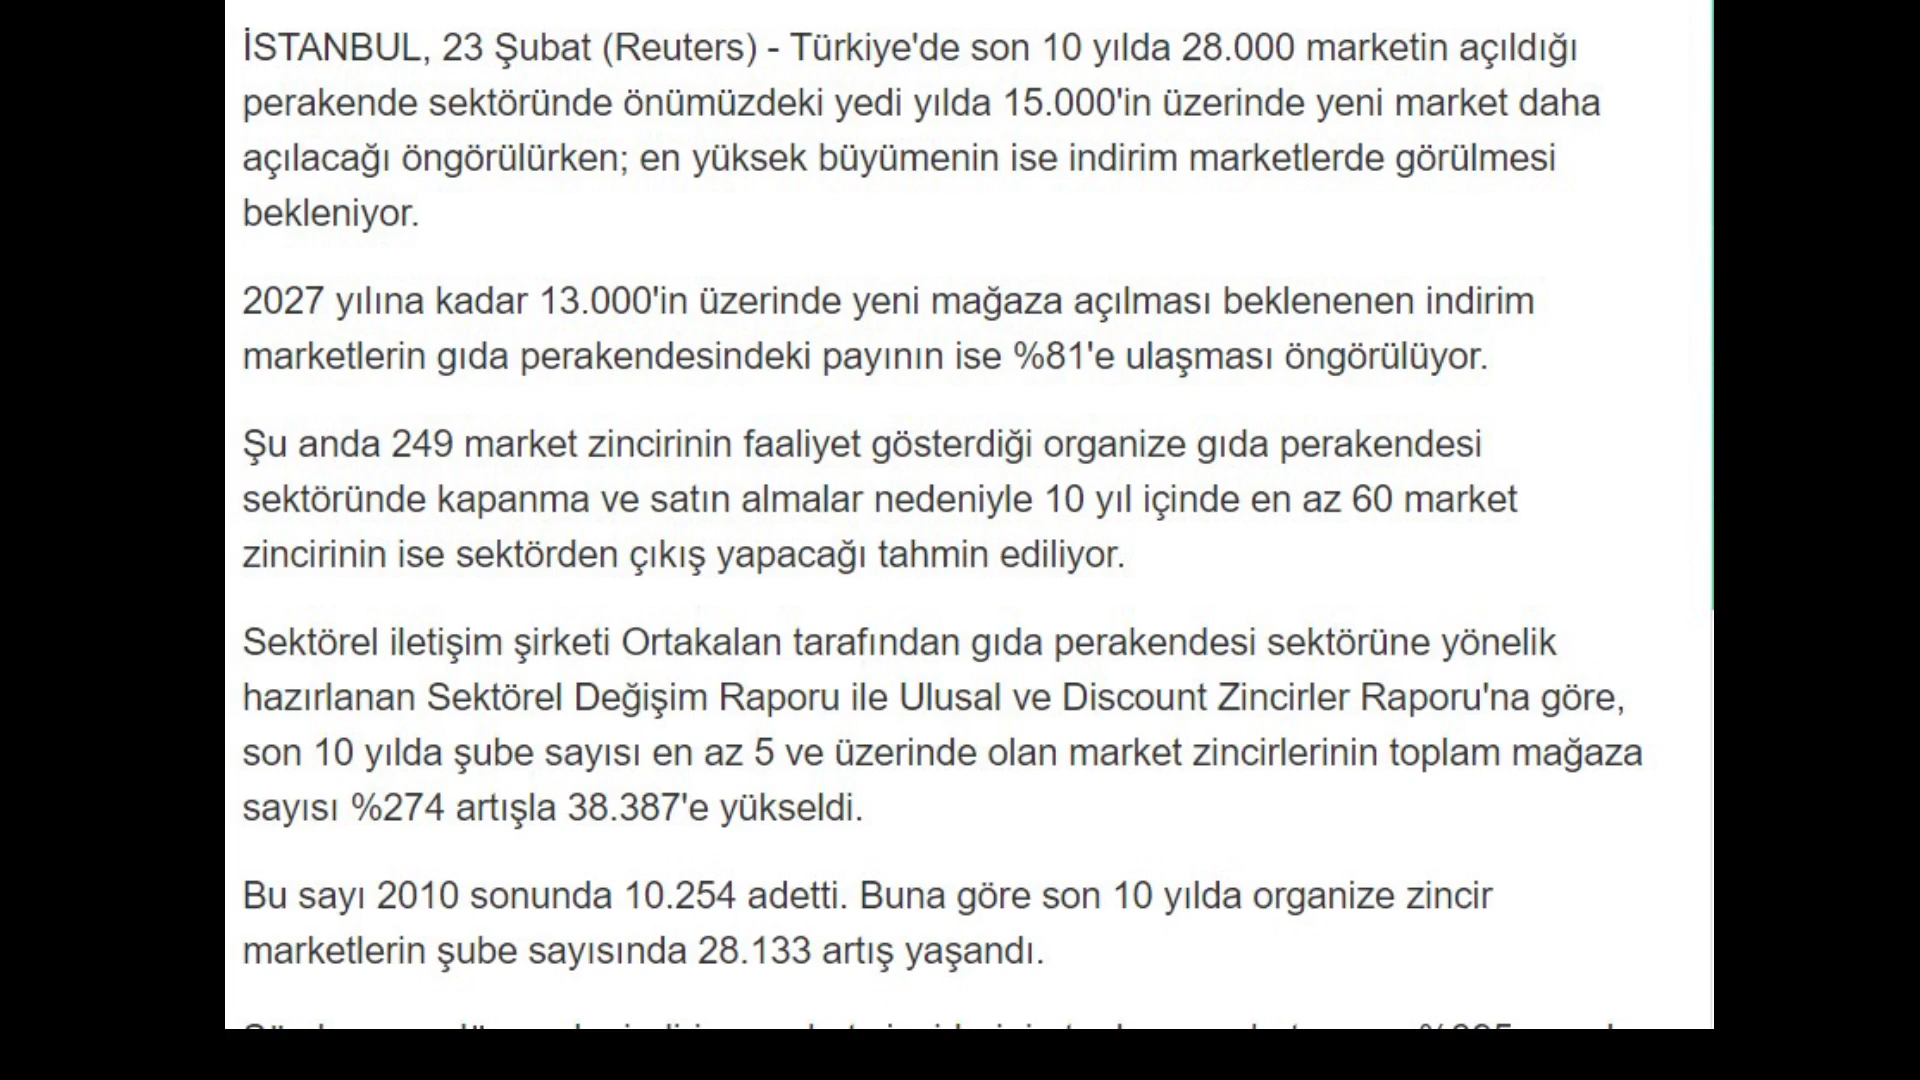 İSTANBUL, 23 Şubat (Reuters) - Türkiye'de son 10 yılda 28.000 marketin açıldığı
perakende sektöründe önümüzdeki yedi yılda 15.000'in üzerinde yeni market daha
açılacağı öngörülürken; en yüksek büyümenin ise indirim marketlerde görülmesi
bekleniyor.
2027 yılına kadar 13.000'in üzerinde yeni mağaza açılması beklenenen indirim
marketlerin gıda perakendesindeki payının ise %81'e ulaşması öngörülüyor.
Şu anda 249 market zincirinin faaliyet gösterdiği organize gıda perakendesi
sektöründe kapanma ve satın almalar nedeniyle 10 yıl içinde en az 60 market
zincirinin ise sektörden çıkış yapacağı tahmin ediliyor.
Sektörel iletişim şirketi Ortakalan tarafından gıda perakendesi sektörüne yönelik
hazırlanan Sektörel Değişim Raporu ile Ulusal ve Discount Zincirler Raporu'na göre,
son 10 yılda şube sayısı en az 5 ve üzerinde olan market zincirlerinin toplam mağaza
sayısı %274 artışla 38.387'e yükseldi.
Bu sayı 2010 sonunda 10.254 adetti. Buna göre son 10 yılda organize zincir
marketlerin şube sayısında 28.133 artış yaşandı.